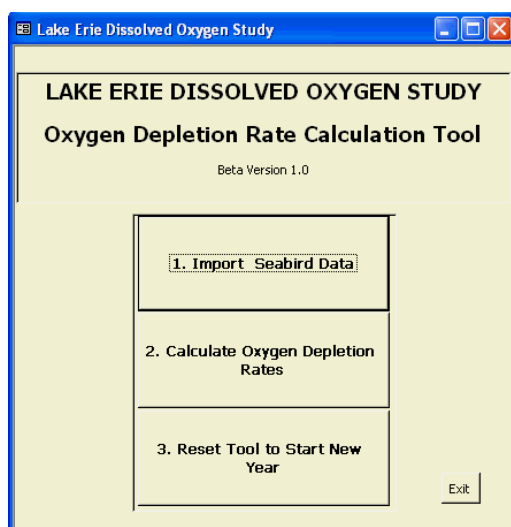 Lake Erie Dissolved Oxygen Study
LAKE ERIE DISSOLVED OXYGEN STUDY
Oxygen Depletion Rate Calculation Tool
Beta Version 1.0
1. Import  Seabird Data
2. Calculate Oxygen Depletion
Rates
3. Reset Tool to Start New
Year
Exit